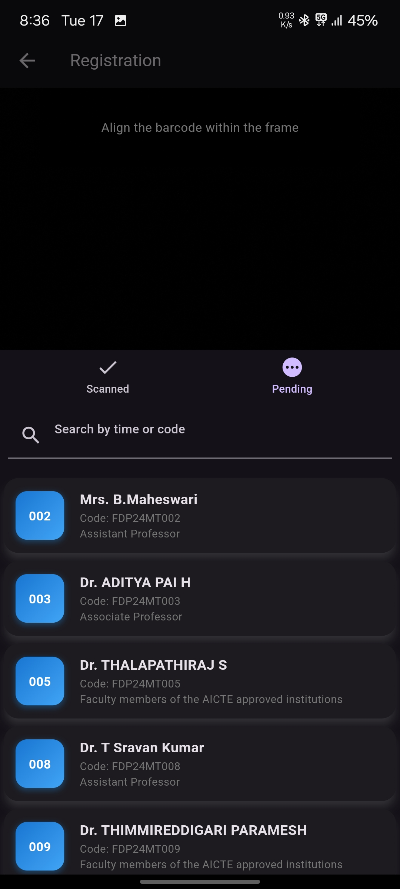 8:36 Tue 17 0.93 K/s 5G 45%
Registration
Align the barcode within the frame
Scanned Pending
Search by time or code
002 Mrs. B.Maheswari
Code: FDP24MT002
Assistant Professor
003 Dr. ADITYA PAI H
Code: FDP24MT003
Associate Professor
005 Dr. THALAPATHIRAJ S
Code: FDP24MT005
Faculty members of the AICTE approved institutions
008 Dr. T Sravan Kumar
Code: FDP24MT008
Assistant Professor
009 Dr. THIMMIREDDIGARI PARAMESH
Code: FDP24MT009
Faculty members of the AICTE approved institutions